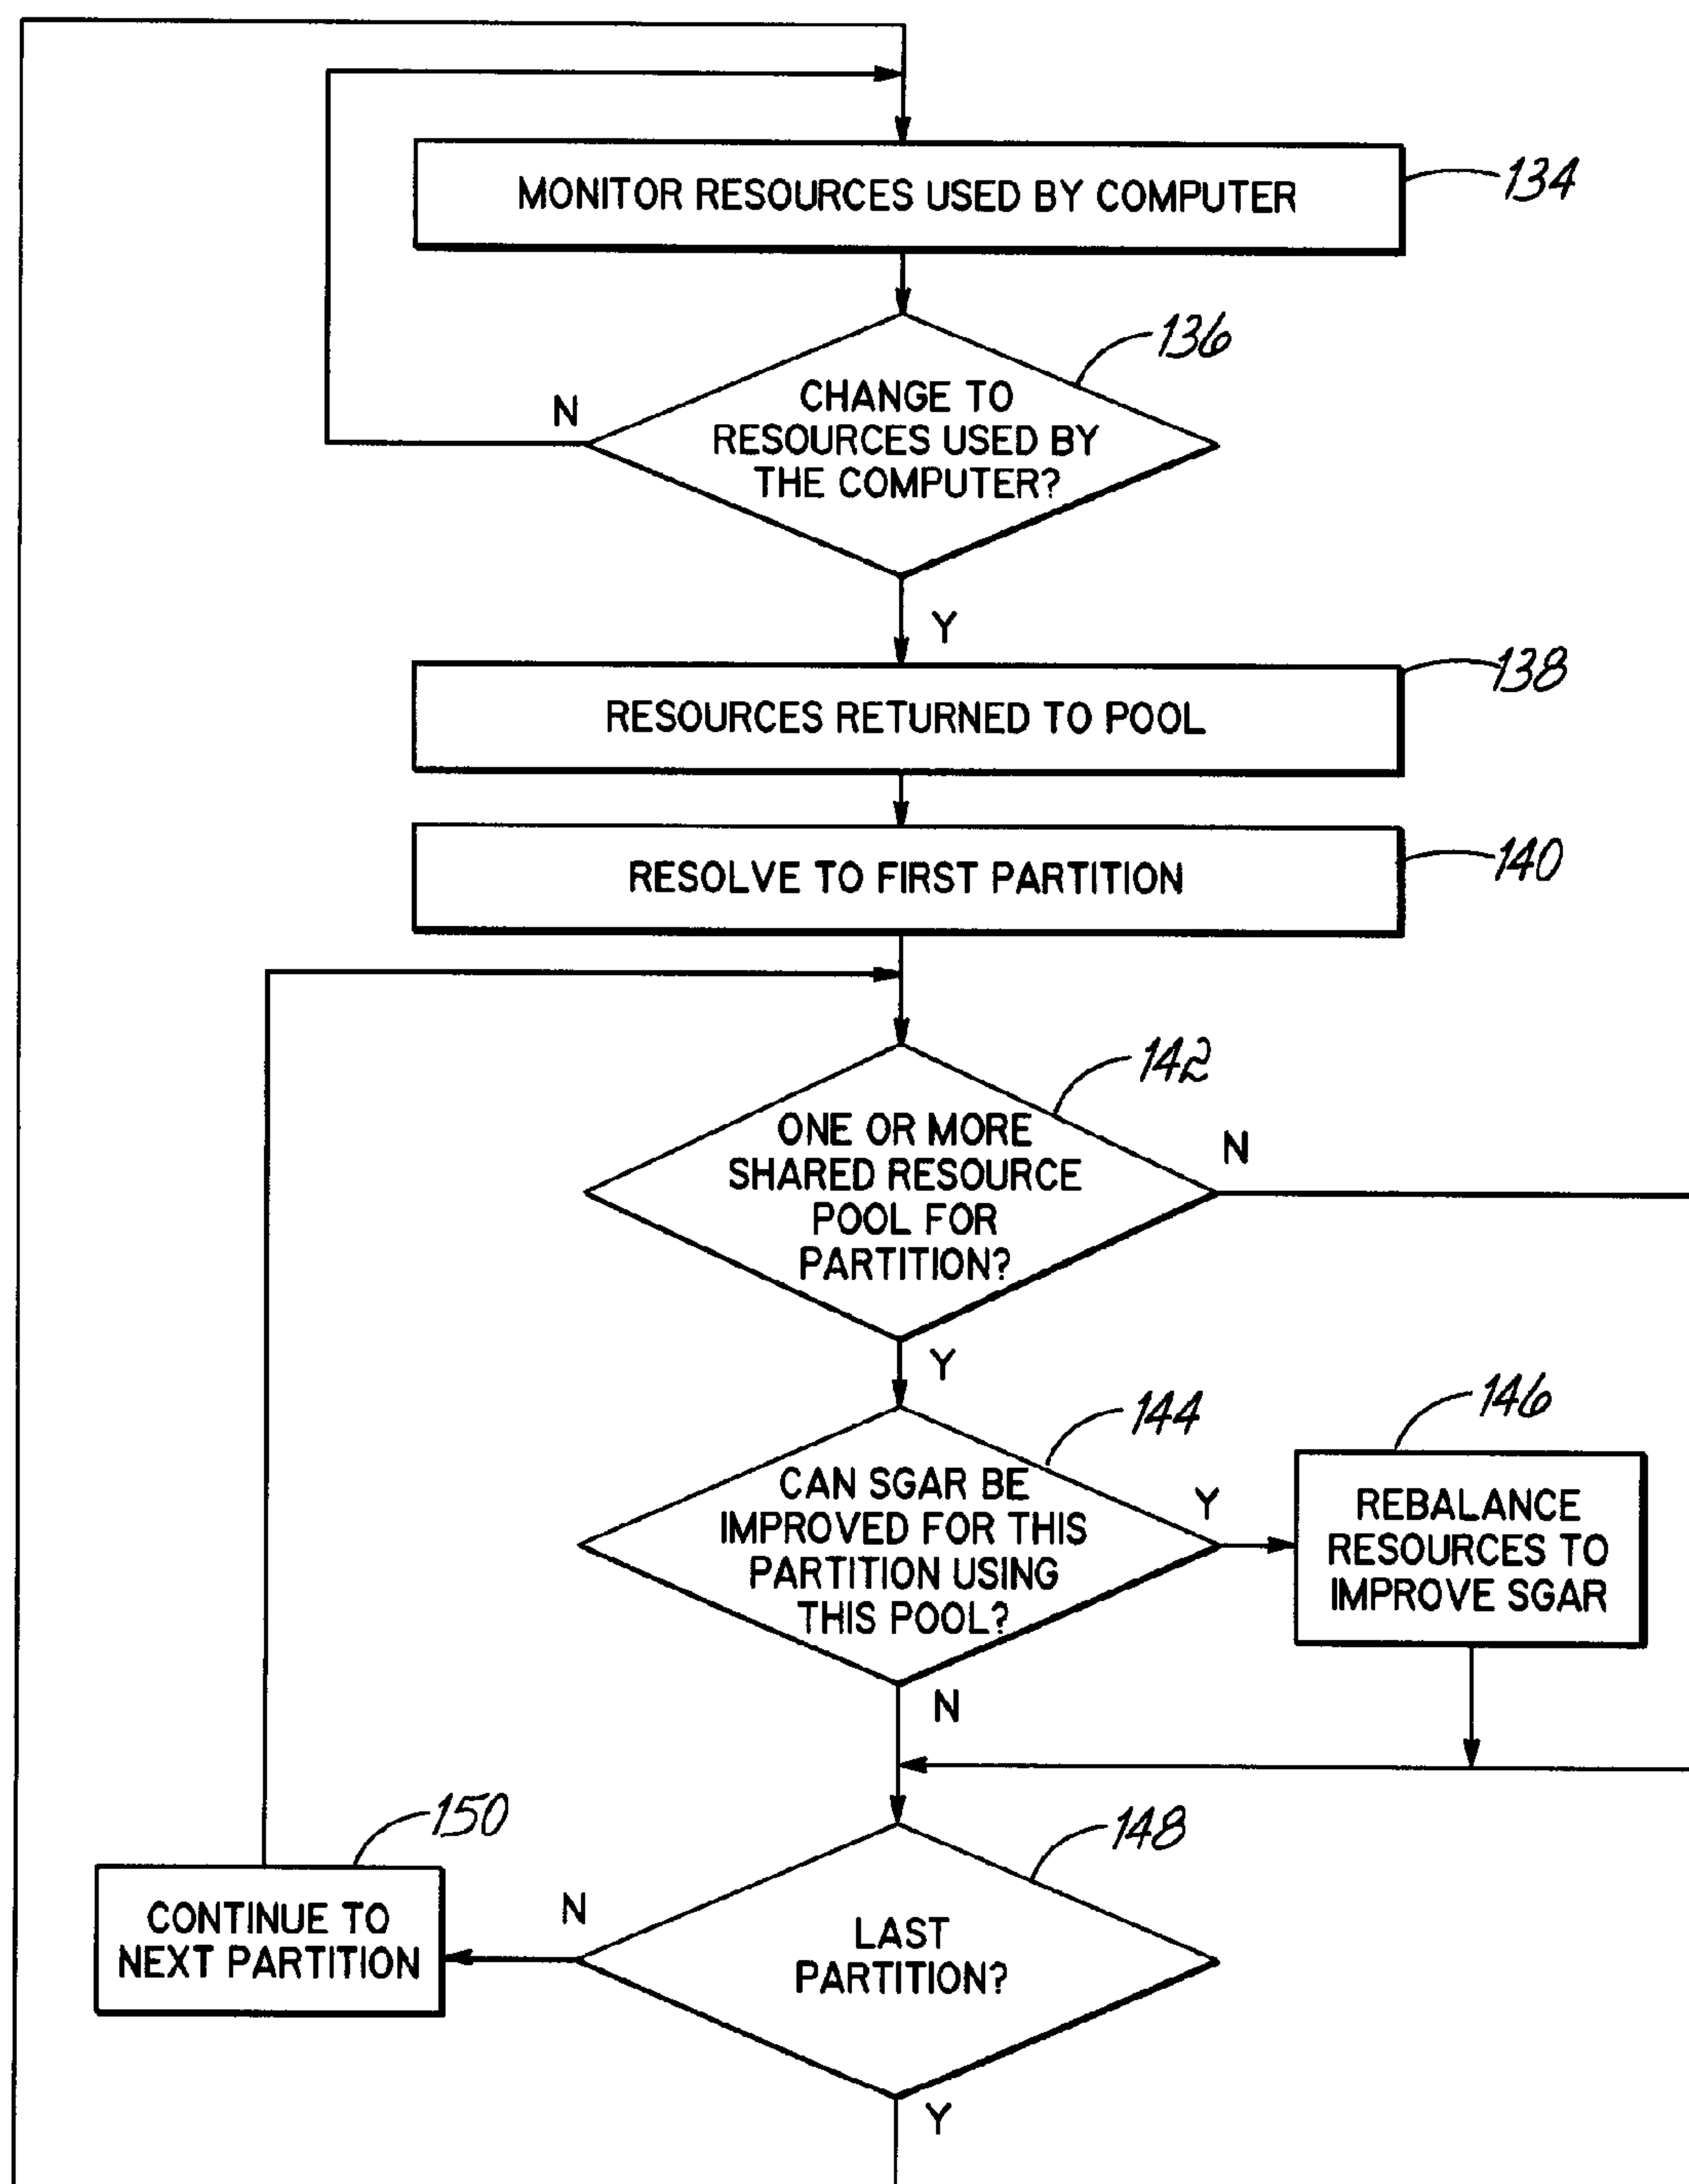 MONITOR RESOURCES USED BY COMPUTER
134
136
CHANGE TO
RESOURCES USED BY
THE COMPUTER?
N
Y
138
RESOURCES RETURNED TO POOL
RESOLVE TO FIRST PARTITION
140
142
ONE OR MORE
SHARED RESOURCE
POOL FOR
PARTITION?
N
Y
144
146
CAN SGAR BE
IMPROVED FOR THIS
PARTITION USING
THIS POOL?
Y
REBALANCE
RESOURCES TO
IMPROVE SGAR
N
150
148
CONTINUE TO
NEXT PARTITION
N
LAST
PARTITION?
Y